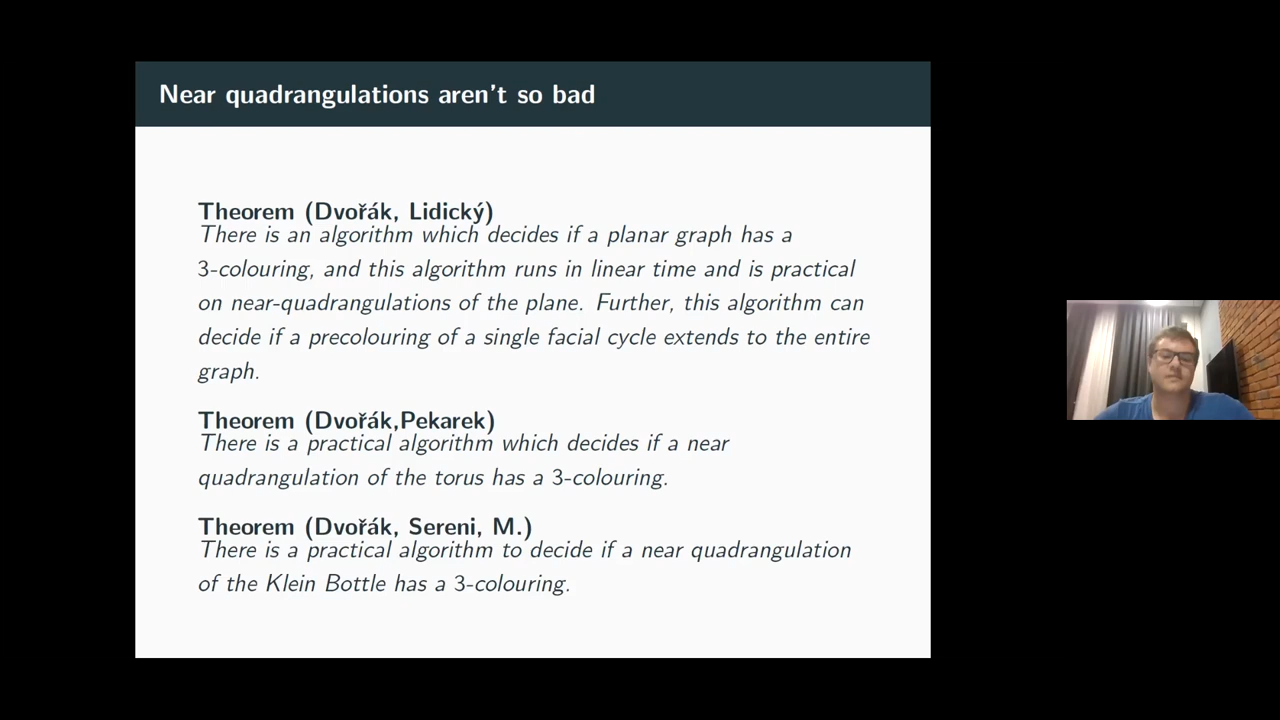 Near quadrangulations aren't so bad
Theorem (Dvořák, Lidický)
There is an algorithm which decides if a planar graph has a
3-colouring, and this algorithm runs in linear time and is practical
on near-quadrangulations of the plane. Further, this algorithm can
decide if a precolouring of a single facial cycle extends to the entire
graph.
Theorem (Dvořák,Pekarek)
There is a practical algorithm which decides if a near
quadrangulation of the torus has a 3-colouring.
Theorem (Dvořák, Sereni, M.)
There is a practical algorithm to decide if a near quadrangulation
of the Klein Bottle has a 3-colouring.